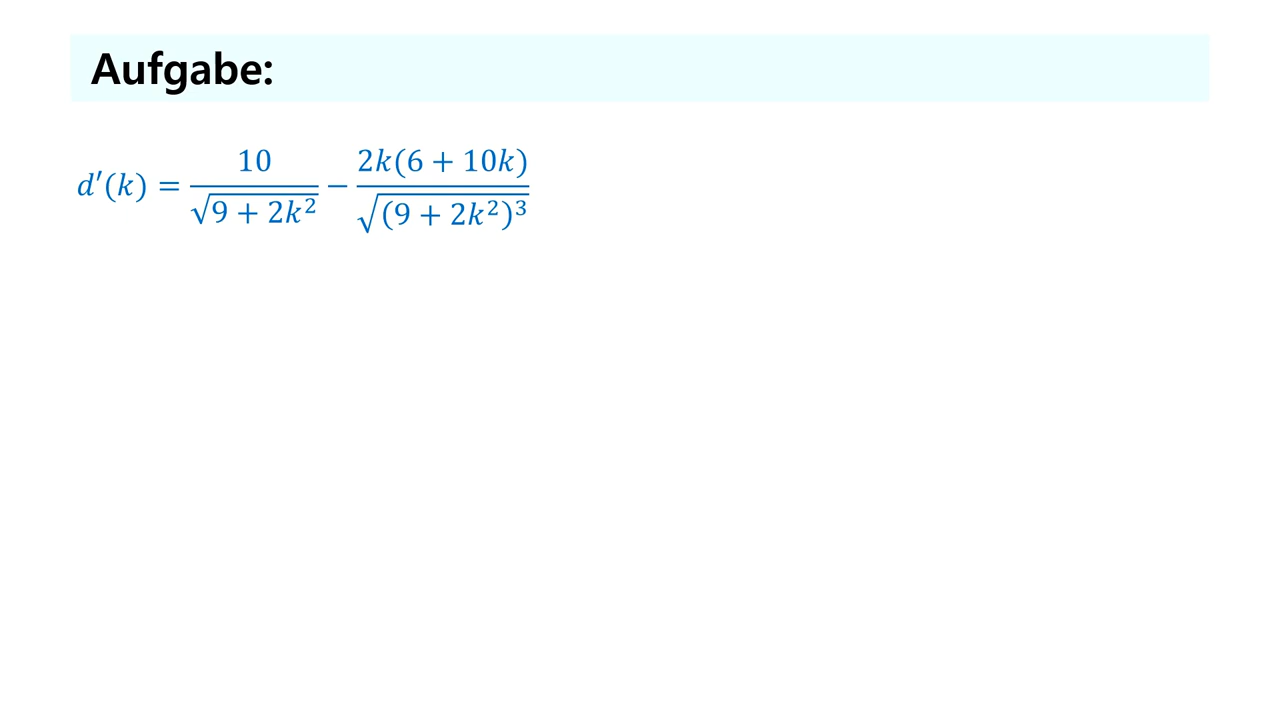 Aufgabe:
d′(k) = 10/√(9 + 2k²) − 2k(6 + 10k)/√((9 + 2k²)³)